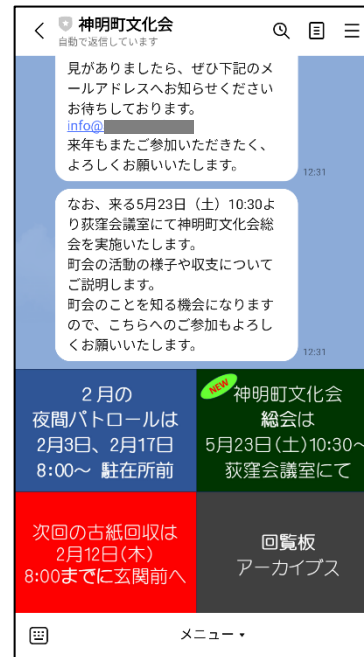 神明町文化会
自動で返信しています
見がありましたら、ぜひ下記のメ
ールアドレスへお知らせください
お待ちしております。
info@
来年もまたご参加いただきたく、
よろしくお願いいたします。
12:31
なお、来る5月23日（土）10:30よ
り荻窪会議室にて神明町文化会総
会を実施いたします。
町会の活動の様子や収支について
ご説明します。
町会のことを知る機会になります
ので、こちらへのご参加もよろし
くお願いいたします。
12:31
２月の
夜間パトロールは
2月3日、2月17日
8:00〜 駐在所前
NEW
神明町文化会
総会は
5月23日(土)10:30〜
荻窪会議室にて
次回の古紙回収は
2月12日(木)
8:00までに玄関前へ
回覧板
アーカイブス
メニュー